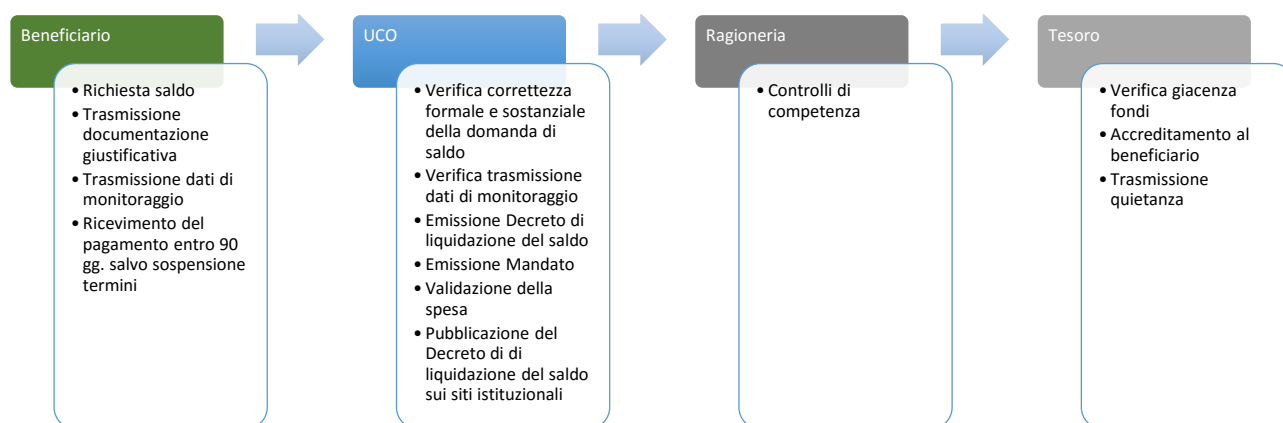 Beneficiario
• Richiesta saldo
• Trasmissione
documentazione
giustificativa
• Trasmissione dati di
monitoraggio
• Ricevimento del
pagamento entro 90
gg. salvo sospensione
termini
UCO
• Verifica correttezza
formale e sostanziale
della domanda di
saldo
• Verifica trasmissione
dati di monitoraggio
• Emissione Decreto di
liquidazione del saldo
• Emissione Mandato
• Validazione della
spesa
• Pubblicazione del
Decreto di di
liquidazione del saldo
sui siti istituzionali
Ragioneria
• Controlli di
competenza
Tesoro
• Verifica giacenza
fondi
• Accreditamento al
beneficiario
• Trasmissione
quietanza